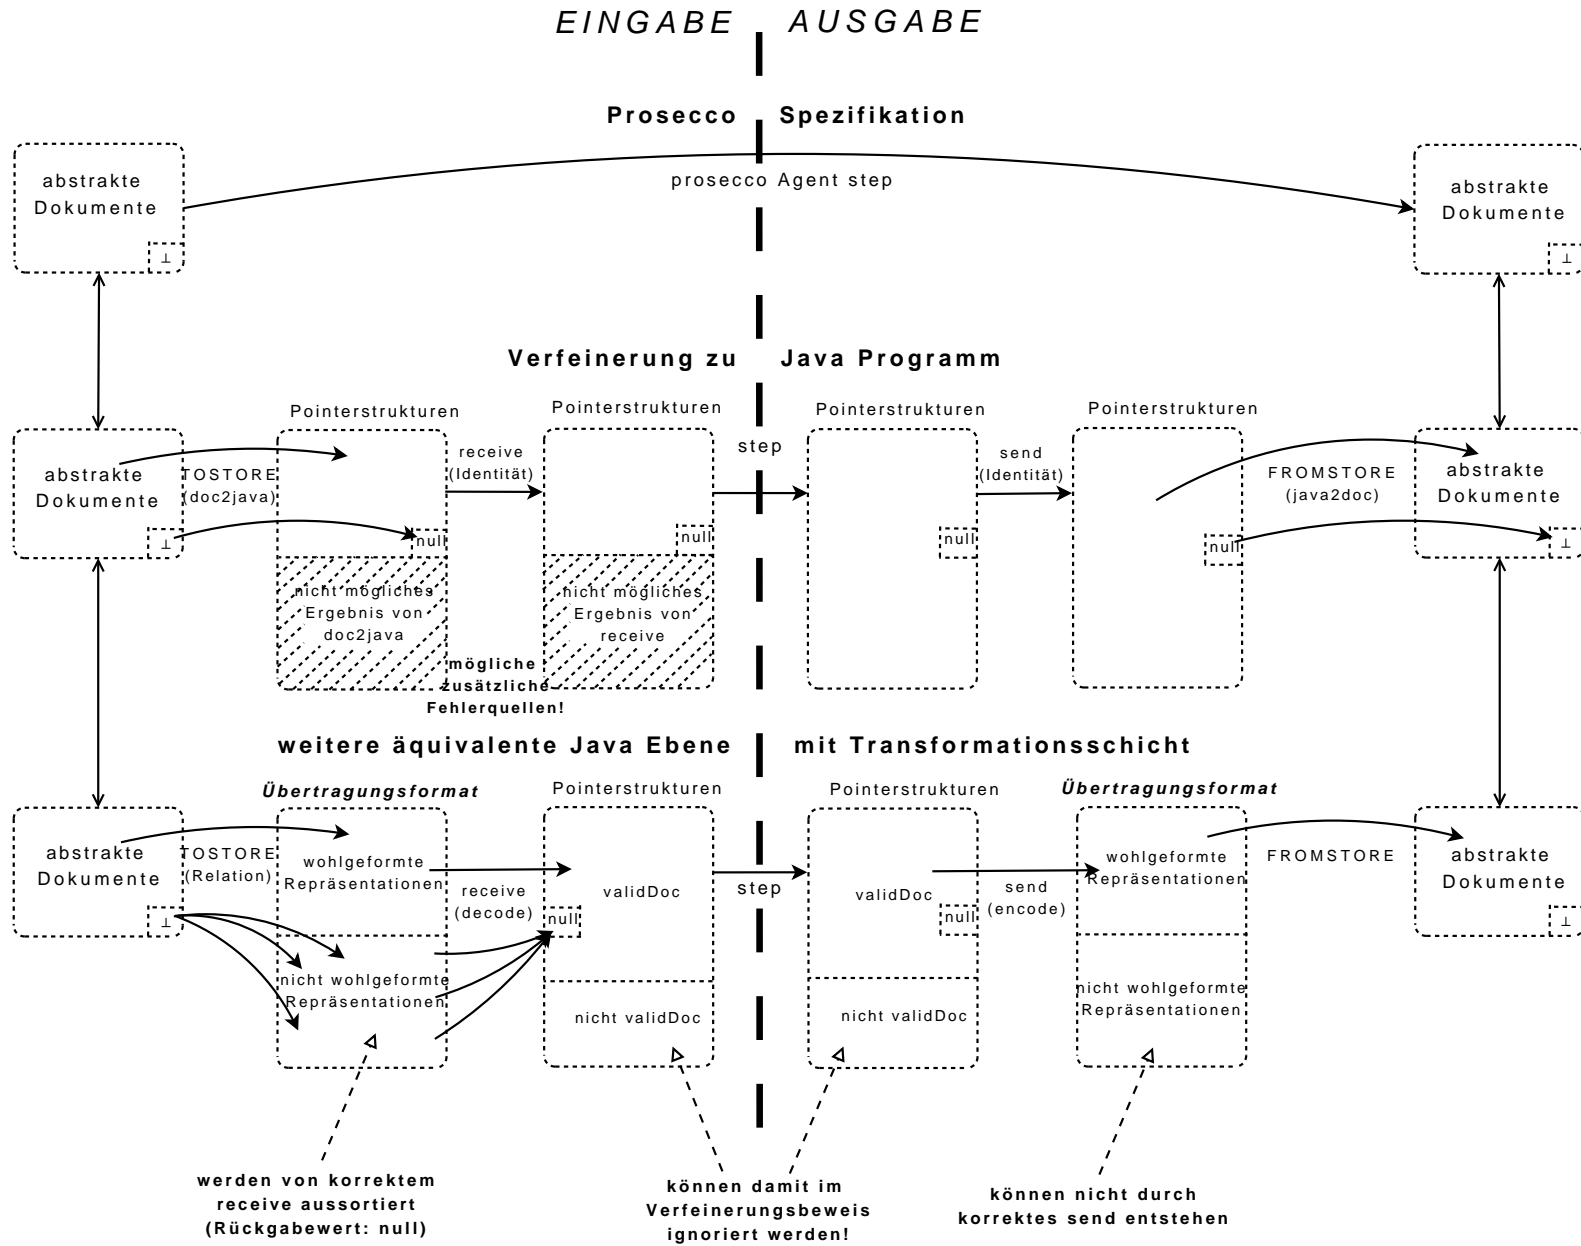 EINGABE AUSGABE
Prosecco Spezifikation
prosecco Agent step
abstrakte
Dokumente
⊥
abstrakte
Dokumente
⊥
Verfeinerung zu Java Programm
abstrakte
Dokumente
⊥
TOSTORE
(doc2java)
Pointerstrukturen
null
nicht mögliches
Ergebnis von
doc2java
receive
(Identität)
mögliche
zusätzliche
Fehlerquellen!
Pointerstrukturen
null
nicht mögliches
Ergebnis von
receive
step
Pointerstrukturen
null
send
(Identität)
Pointerstrukturen
null
FROMSTORE
(java2doc)
abstrakte
Dokumente
⊥
weitere äquivalente Java Ebene mit Transformationsschicht
abstrakte
Dokumente
⊥
TOSTORE
(Relation)
Übertragungsformat
wohlgeformte
Repräsentationen
nicht wohlgeformte
Repräsentationen
receive
(decode)
Pointerstrukturen
validDoc
null
nicht validDoc
step
Pointerstrukturen
validDoc
null
nicht validDoc
send
(encode)
Übertragungsformat
wohlgeformte
Repräsentationen
nicht wohlgeformte
Repräsentationen
FROMSTORE
abstrakte
Dokumente
⊥
werden von korrektem
receive aussortiert
(Rückgabewert: null)
können damit im
Verfeinerungsbeweis
ignoriert werden!
können nicht durch
korrektes send entstehen